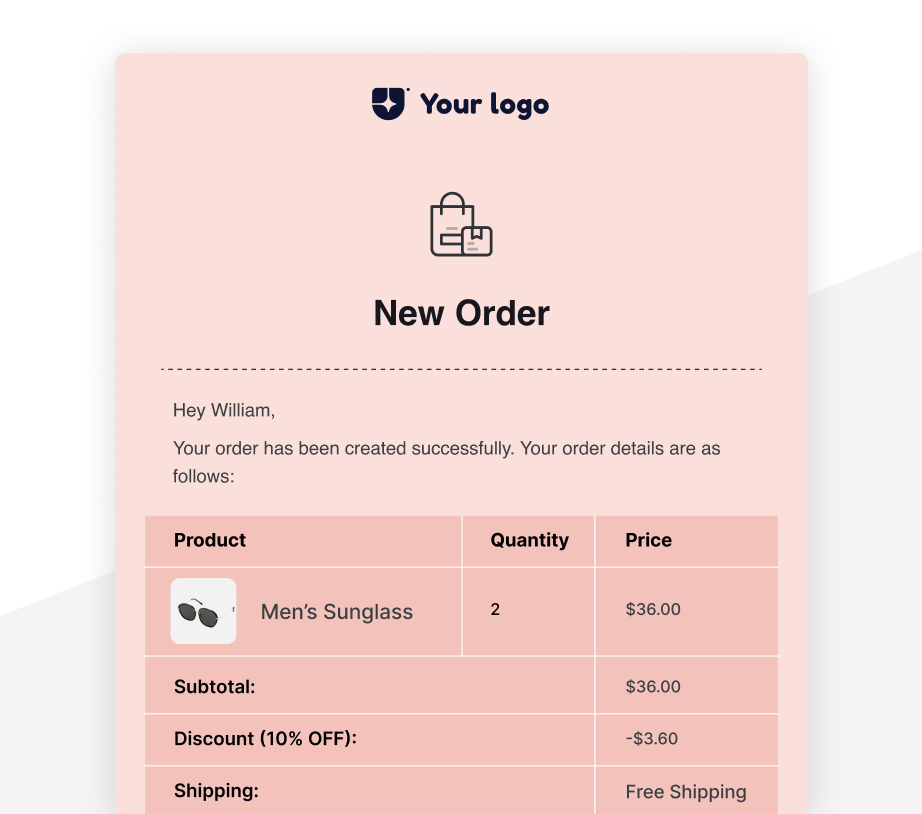 Your logo
New Order
Hey William,
Your order has been created successfully. Your order details are as
follows:
Product Quantity Price
Men’s Sunglass 2 $36.00
Subtotal: $36.00
Discount (10% OFF): -$3.60
Shipping: Free Shipping